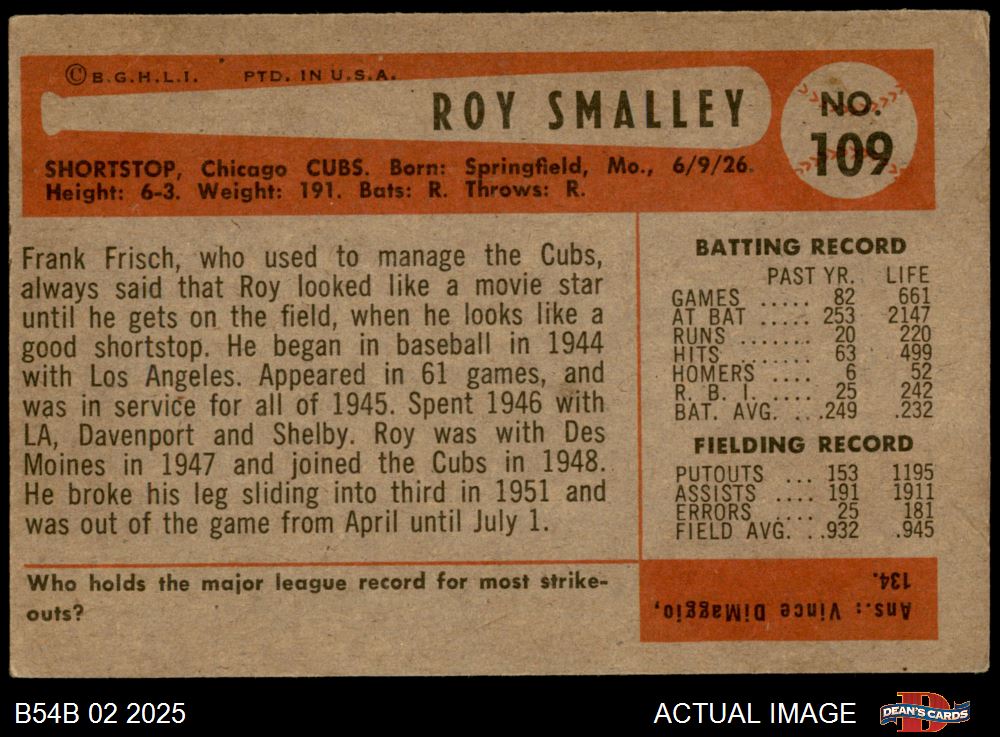 ©B.G.H.L.I. PTD. IN U.S.A.
ROY SMALLEY
NO.
109
SHORTSTOP, Chicago CUBS. Born: Springfield, Mo., 6/9/26.
Height: 6-3. Weight: 191. Bats: R. Throws: R.
Frank Frisch, who used to manage the Cubs,
always said that Roy looked like a movie star
until he gets on the field, when he looks like a
good shortstop. He began in baseball in 1944
with Los Angeles. Appeared in 61 games, and
was in service for all of 1945. Spent 1946 with
LA, Davenport and Shelby. Roy was with Des
Moines in 1947 and joined the Cubs in 1948.
He broke his leg sliding into third in 1951 and
was out of the game from April until July 1.
BATTING RECORD
PAST YR. LIFE
GAMES ..... 82 661
AT BAT ..... 253 2147
RUNS ....... 20 220
HITS ....... 63 499
HOMERS .... 6 52
R. B. I. ..... 25 242
BAT. AVG. ... .249 .232
FIELDING RECORD
PUTOUTS ... 153 1195
ASSISTS .... 191 1911
ERRORS .... 25 181
FIELD AVG. . .932 .945
Who holds the major league record for most strike-
outs?
Ans.: Vince DiMaggio,
134.
B54B 02 2025
ACTUAL IMAGE
D
DEAN'S CARDS